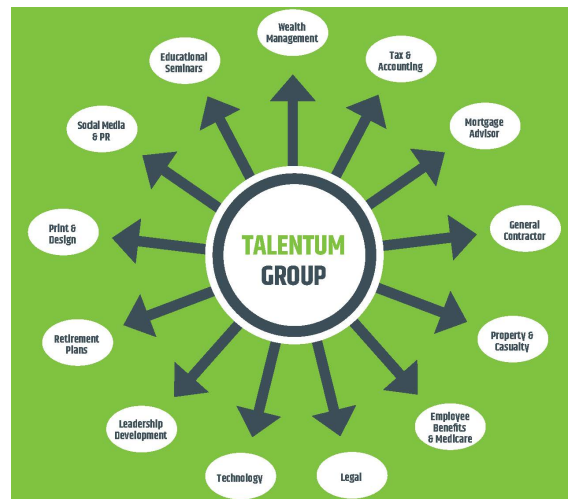 Wealth
Management
Tax &
Accounting
Mortgage
Advisor
General
Contractor
Property &
Casualty
Employee
Benefits
& Medicare
Legal
Technology
Leadership
Development
Retirement
Plans
Print &
Design
Social Media
& PR
Educational
Seminars
TALENTUM
GROUP